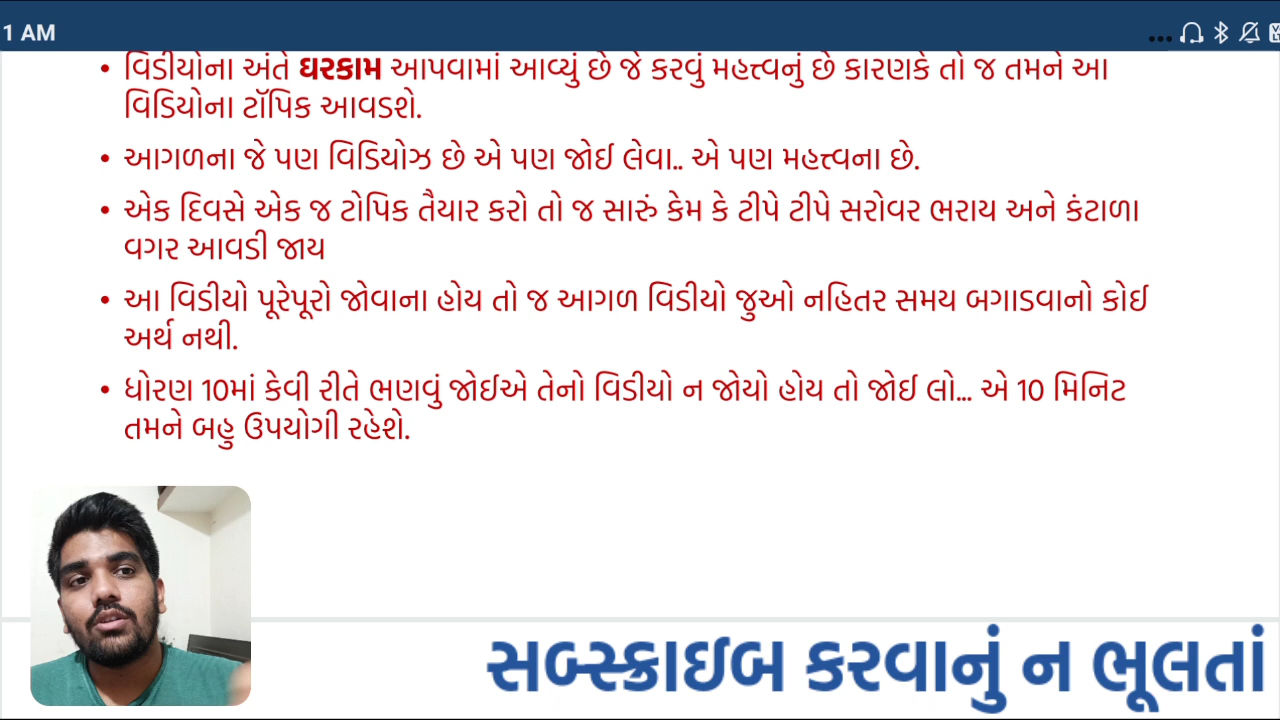 1 AM
• વિડીયોના અંતે ઘરકામ આપવામાં આવ્યું છે જે કરવું મહત્ત્વનું છે કારણકે તો જ તમને આ
વિડિયોના ટૉપિક આવડશે.
• આગળના જે પણ વિડિયોઝ છે એ પણ જોઈ લેવા.. એ પણ મહત્ત્વના છે.
• એક દિવસે એક જ ટોપિક તૈયાર કરો તો જ સારું કેમ કે ટીપે ટીપે સરોવર ભરાય અને કંટાળા
વગર આવડી જાય
• આ વિડીયો પૂરેપૂરો જોવાના હોય તો જ આગળ વિડીયો જુઓ નહિતર સમય બગાડવાનો કોઈ
અર્થ નથી.
• ધોરણ 10માં કેવી રીતે ભણવું જોઈએ તેનો વિડીયો ન જોયો હોય તો જોઈ લો... એ 10 મિનિટ
તમને બહુ ઉપયોગી રહેશે.
સબ્સ્ક્રાઇબ કરવાનું ન ભૂલતાં